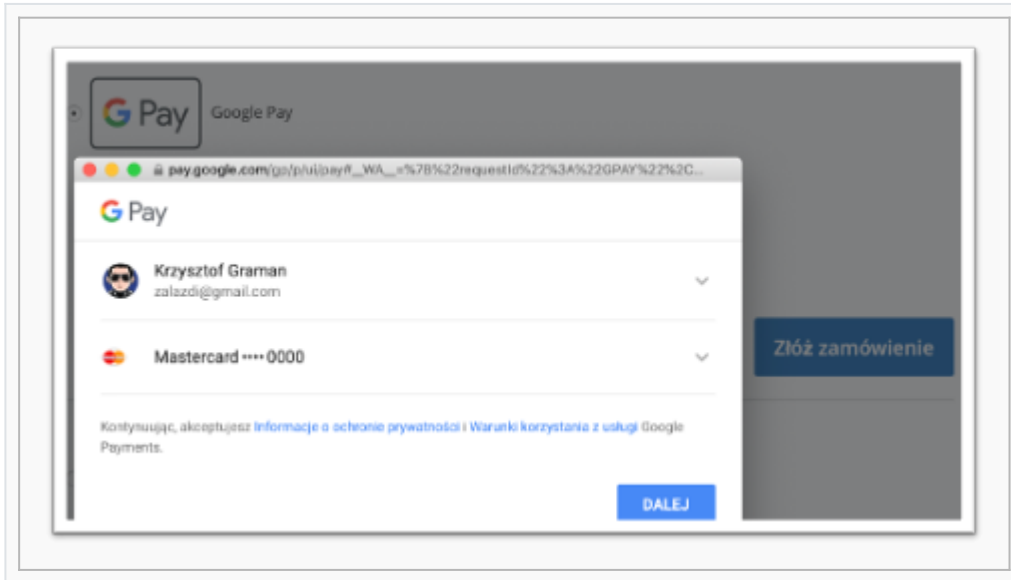 G Pay Google Pay
pay.google.com/gp/p/ui/pay#__WA__=%7B%22requestId%22%3A%22GPAY%22%2C...
G Pay
Krzysztof Graman
zalazdi@gmail.com
Mastercard •••• 0000
Złóż zamówienie
Kontynuując, akceptujesz Informacje o ochronie prywatności i Warunki korzystania z usługi Google
Payments.
DALEJ